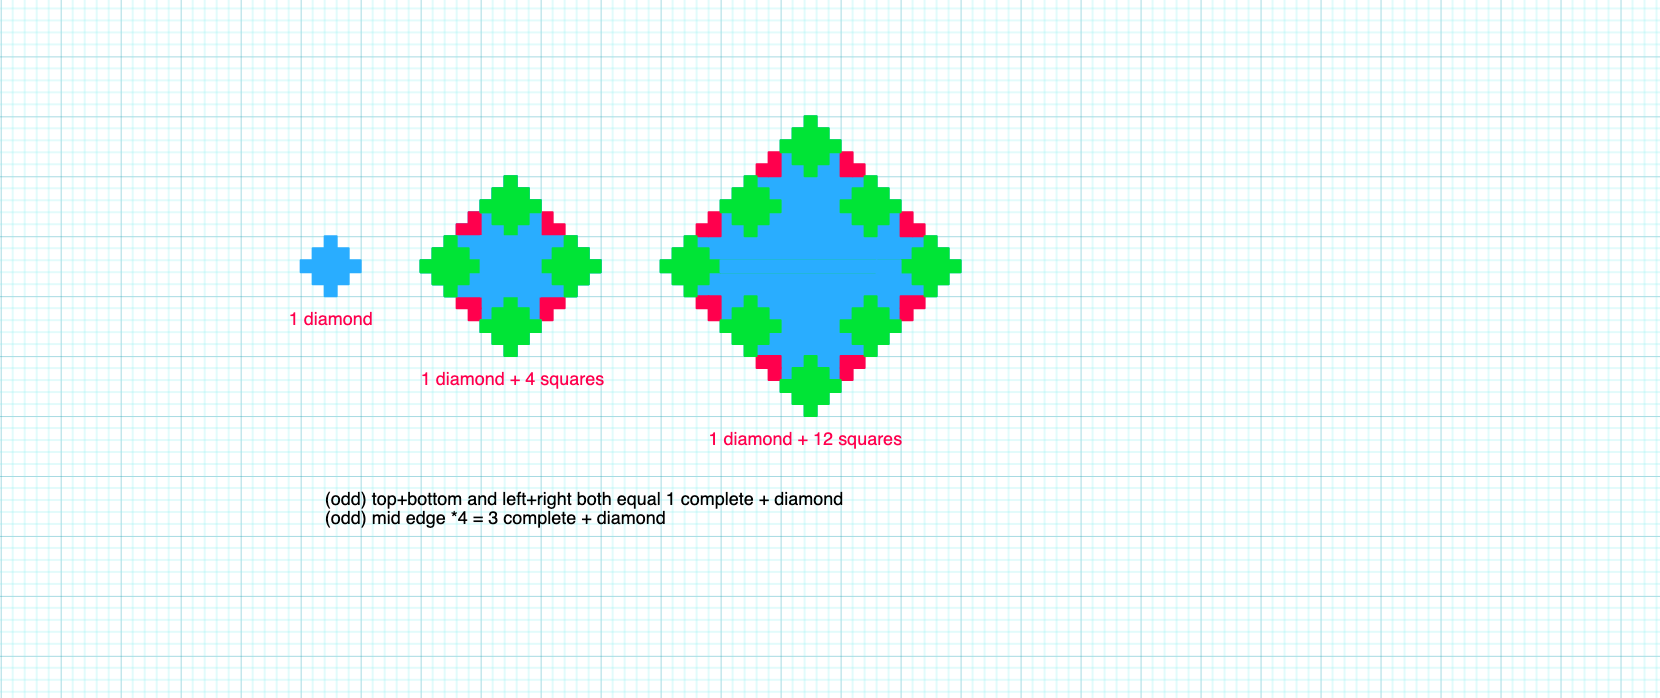 1 diamond
1 diamond + 4 squares
1 diamond + 12 squares
(odd) top+bottom and left+right both equal 1 complete + diamond
(odd) mid edge *4 = 3 complete + diamond